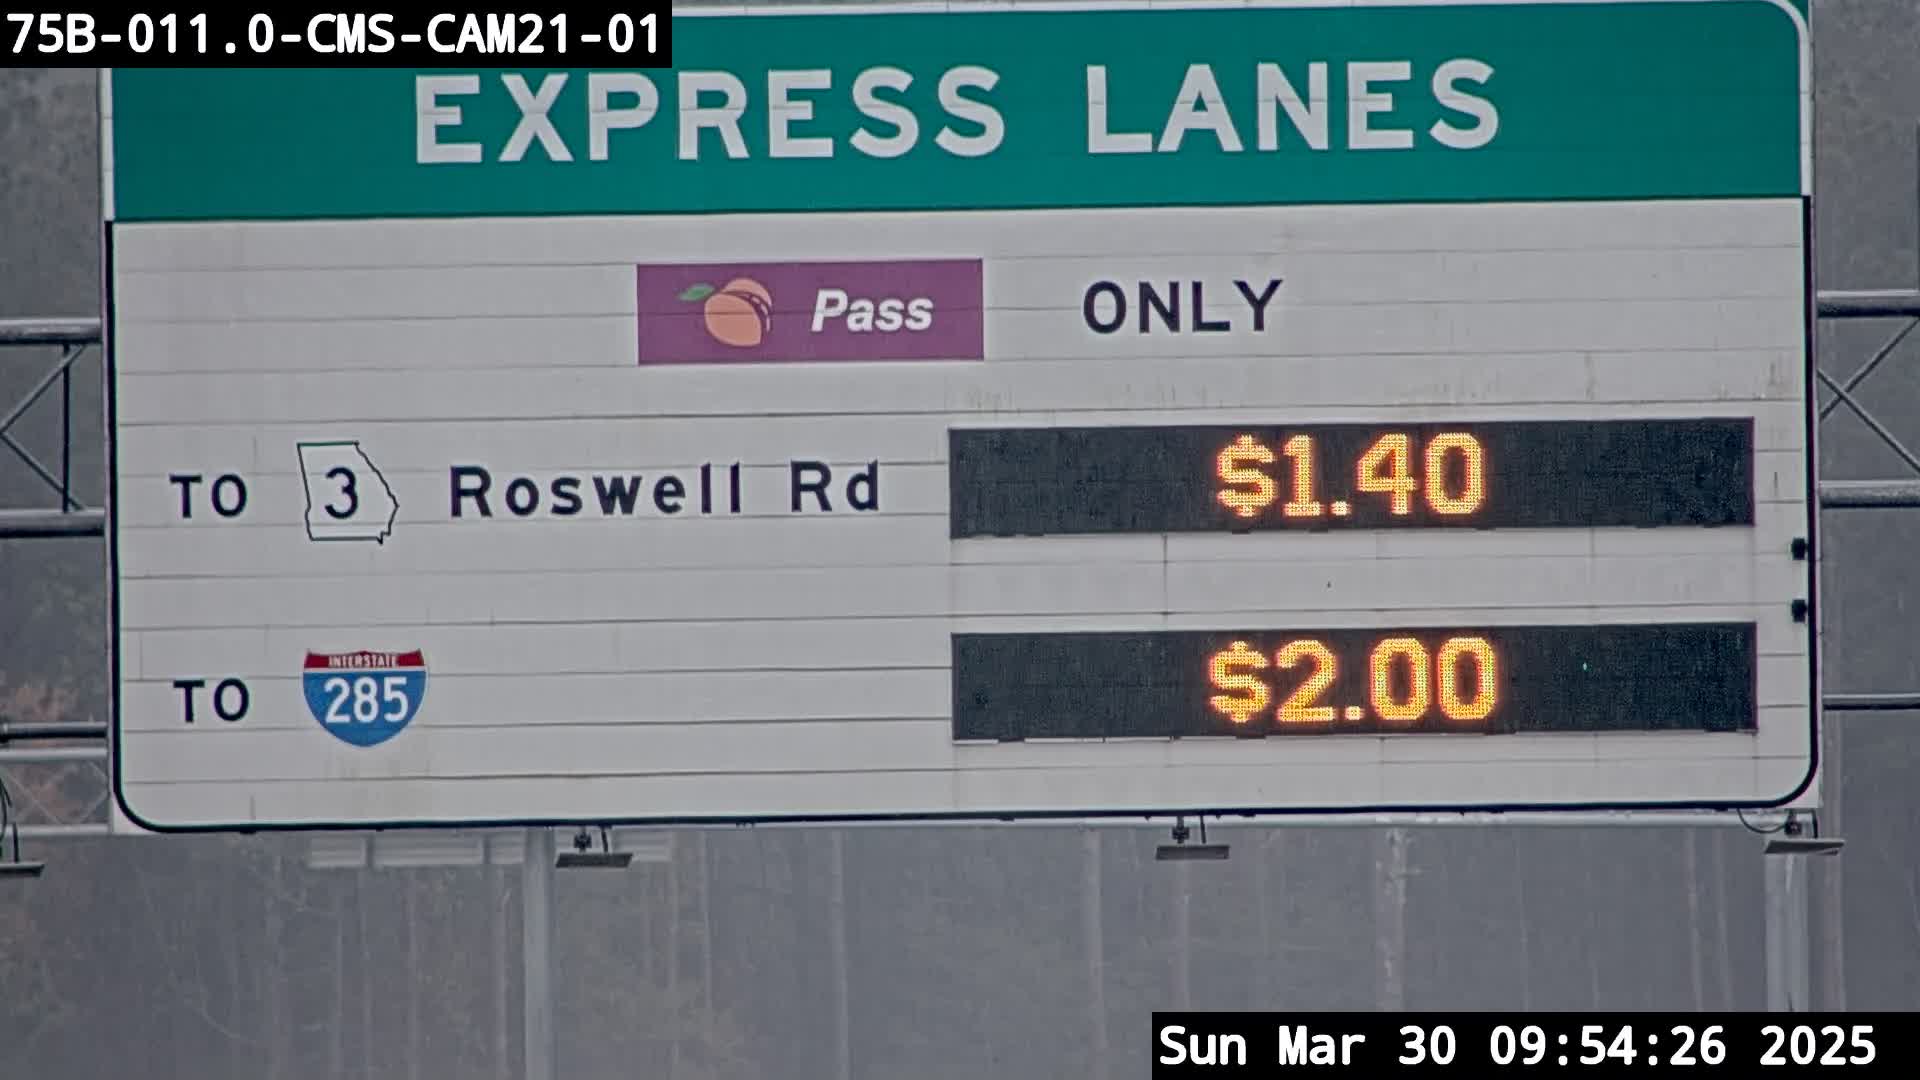 75B-011.0-CMS-CAM21-01
EXPRESS LANES
Pass ONLY
TO 3 Roswell Rd $1.40
INTERSTATE
TO 285 $2.00
Sun Mar 30 09:54:26 2025